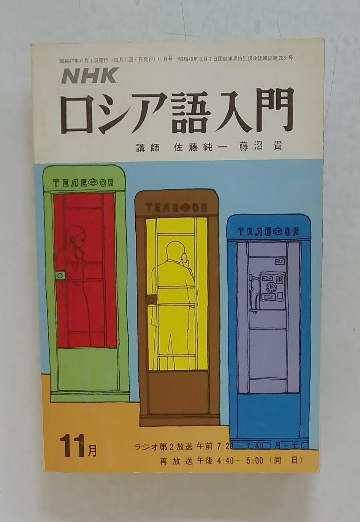 NHK
ロシア語入門
講師 佐藤純一 藤沼貴
ТЕЛЕФОН
ТЕЛЕФОН
ТЕЛЕФОН
11月
ラジオ第2放送 午前 7:20 - 7:40 月-土
再放送 午後 4:40 - 5:00 (同 日)